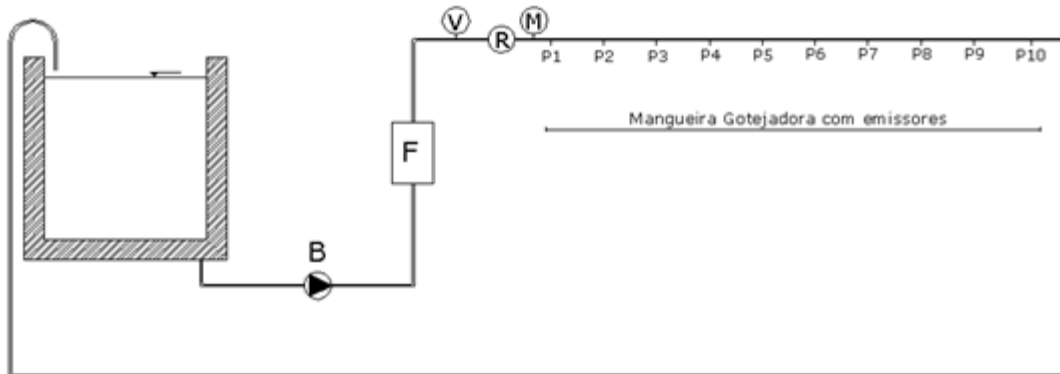 V R M
P1 P2 P3 P4 P5 P6 P7 P8 P9 P10
Mangueira Gotejadora com emissores
F
B